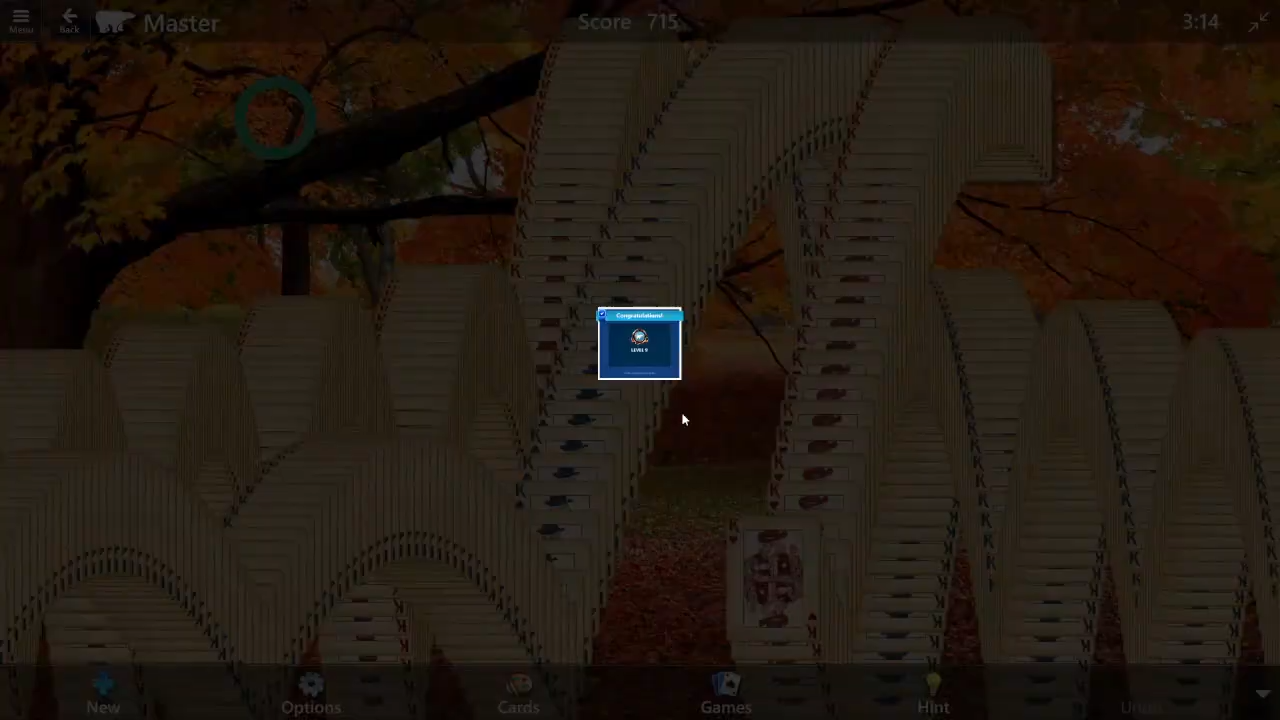 Menu
Back
Master
Score 715
3:14
Congratulations!
LEVEL 9
New
Options
Cards
Games
Hint
Undo